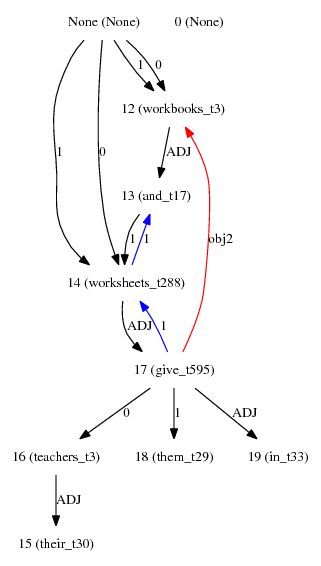 None (None) 0 (None)
1 0
12 (workbooks_t3)
1 0 ADJ
13 (and_t17)
1 1 obj2
14 (worksheets_t288)
ADJ 1
17 (give_t595)
0 1 ADJ
16 (teachers_t3) 18 (them_t29) 19 (in_t33)
ADJ
15 (their_t30)